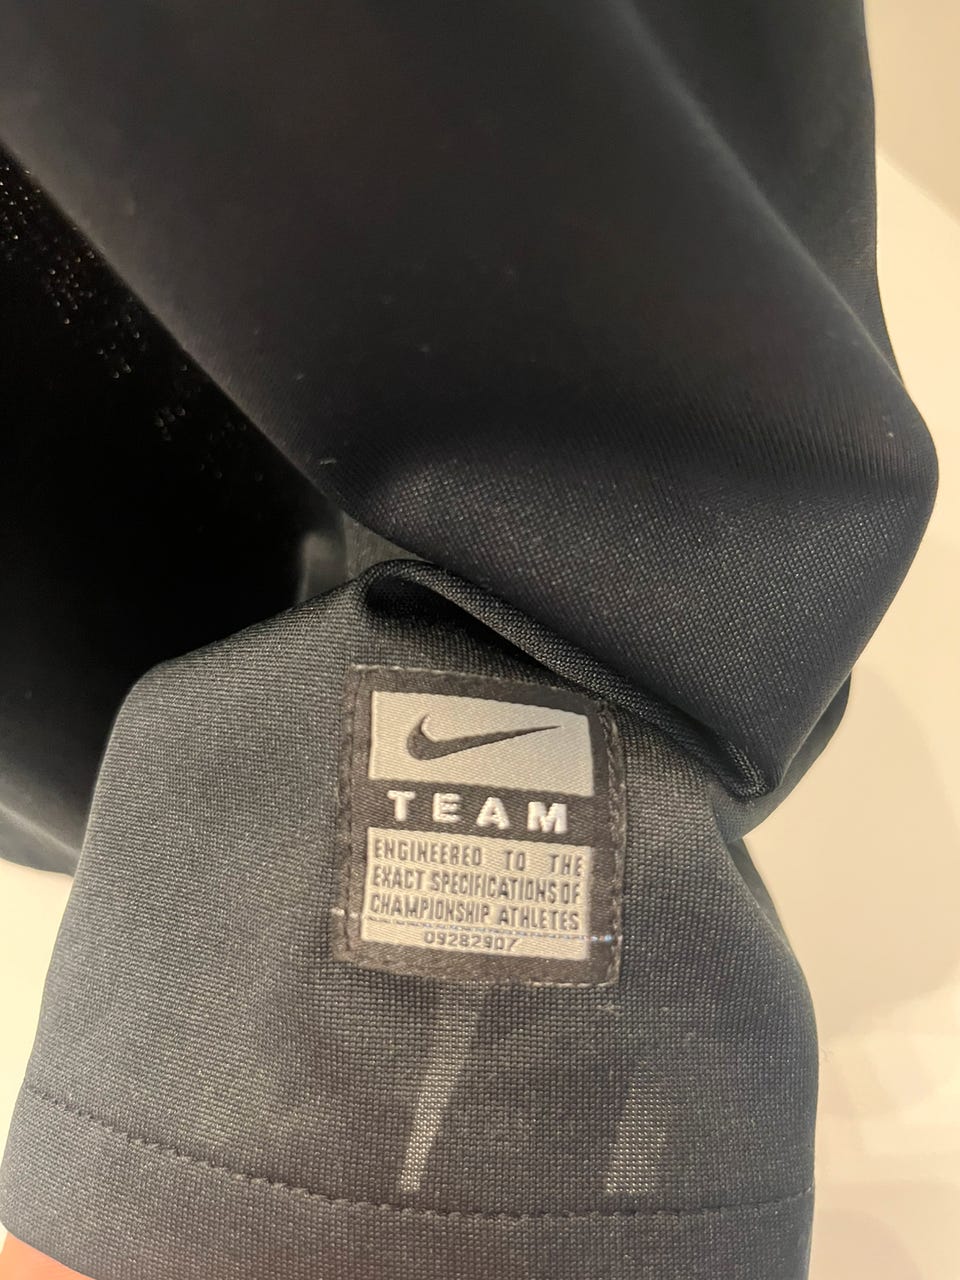 TEAM
ENGINEERED TO THE
EXACT SPECIFICATIONS OF
CHAMPIONSHIP ATHLETES
09282907